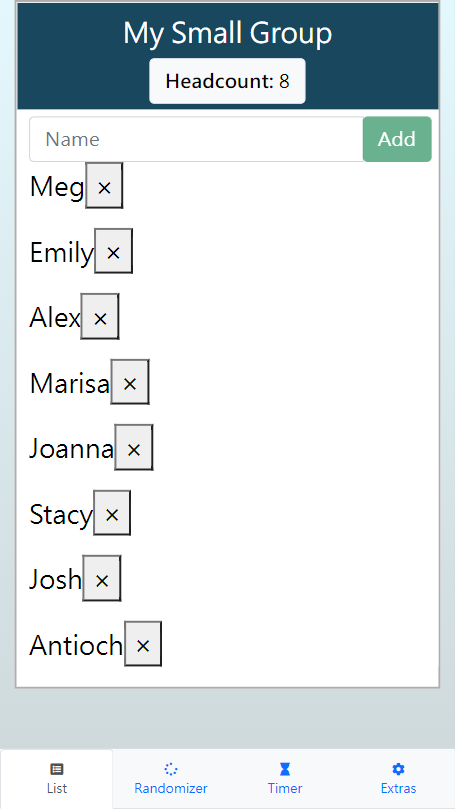 My Small Group
Headcount: 8
Name
Add
Meg ×
Emily ×
Alex ×
Marisa ×
Joanna ×
Stacy ×
Josh ×
Antioch ×
List
Randomizer
Timer
Extras